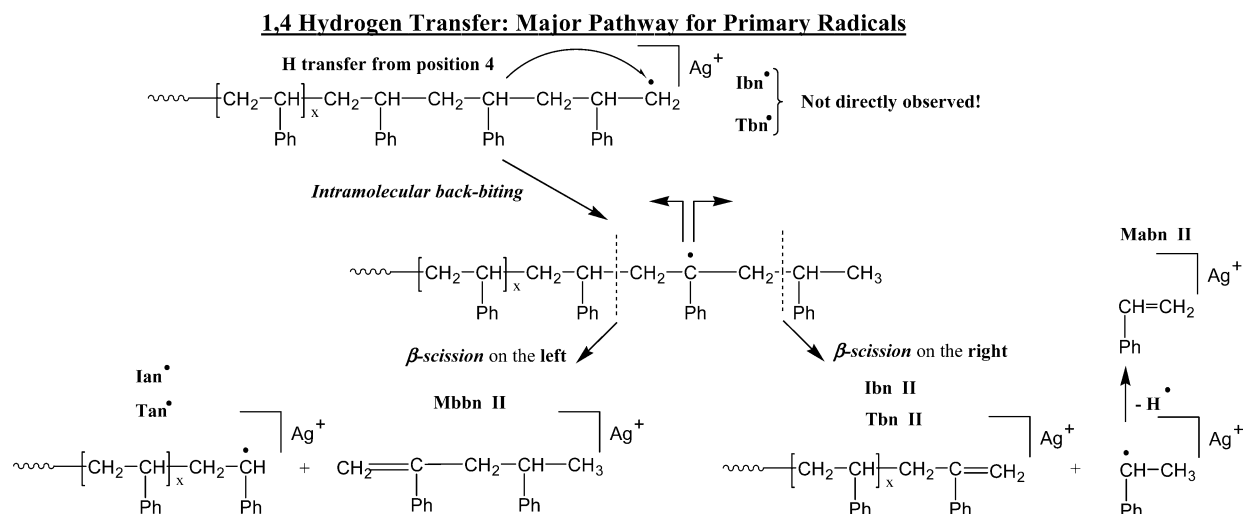 1,4 Hydrogen Transfer: Major Pathway for Primary Radicals
H transfer from position 4
Ag+
[CH2-CH]x CH2-CH-CH2-CH-CH2-CH-CH2•
Ph Ph Ph Ph
Ibn•
Tbn•
Not directly observed!
Intramolecular back-biting
[CH2-CH]x CH2-CH-CH2-C•-CH2-CH-CH3
Ph Ph Ph Ph
β-scission on the left
β-scission on the right
Ian•
Tan•
Ag+
[CH2-CH]x CH2-CH•
Ph Ph
+
Mbbn II
Ag+
CH2=C-CH2-CH-CH3
Ph Ph
Ibn II
Tbn II
Ag+
[CH2-CH]x CH2-C=CH2
Ph Ph
+
Mabn II
Ag+
CH=CH2
Ph
- H•
Ag+
CH•-CH3
Ph